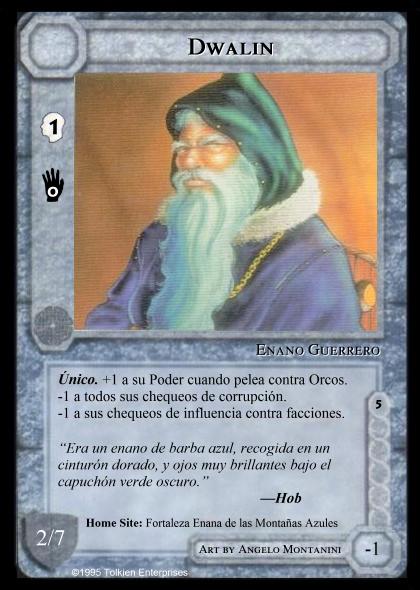 Dwalin
1
0
Enano Guerrero
Único. +1 a su Poder cuando pelea contra Orcos.
-1 a todos sus chequeos de corrupción.
-1 a sus chequeos de influencia contra facciones.
5
“Era un enano de barba azul, recogida en un
cinturón dorado, y ojos muy brillantes bajo el
capuchón verde oscuro.”
—Hob
Home Site: Fortaleza Enana de las Montañas Azules
2/7
Art by Angelo Montanini
-1
©1995 Tolkien Enterprises